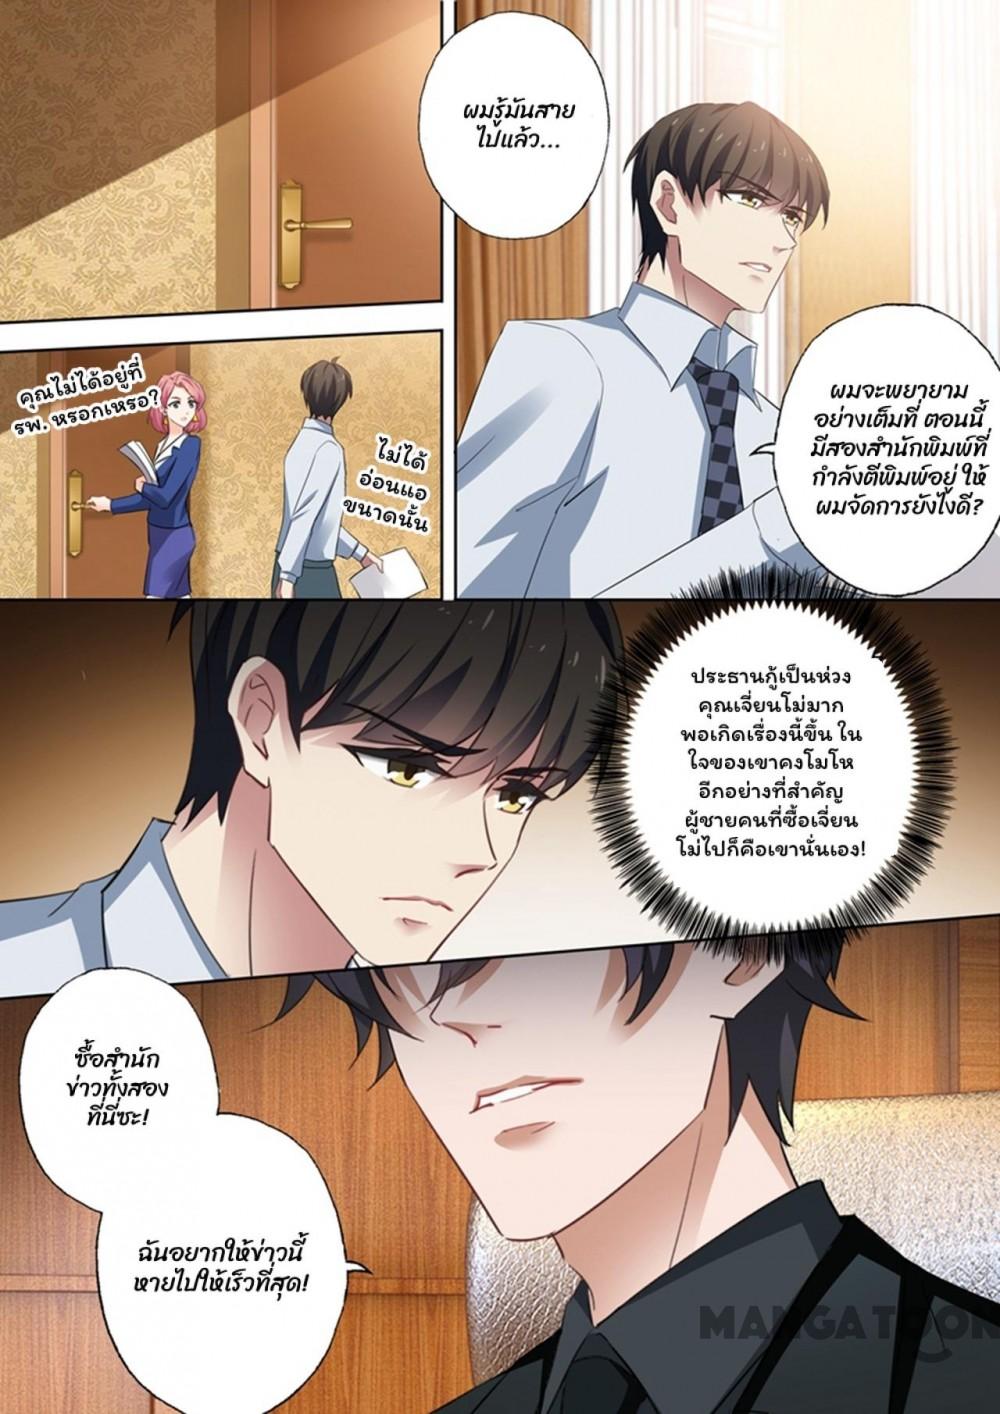 ผมรู้มันสาย
ไปแล้ว...
ผมจะพยายาม
อย่างเต็มที่ ตอนนี้
มีสองสำนักพิมพ์ที่
กำลังตีพิมพ์อยู่ ให้
ผมจัดการยังไงดี?
คุณไม่ได้อยู่ที่
รพ. หรอกเหรอ?
ไม่ได้
อ่อนแอ
ขนาดนั้น
ประธานกู้เป็นห่วง
คุณเจี่ยนโม่มาก
พอเกิดเรื่องนี้ขึ้น ใน
ใจของเขาคงโมโห
อีกอย่างที่สำคัญ
ผู้ชายคนที่ซื้อเจี่ยน
โม่ไปก็คือเขานั่นเอง!
ซื้อสำนัก
ข่าวทั้งสอง
ที่นี่ซะ!
ฉันอยากให้ข่าวนี้
หายไปให้เร็วที่สุด!
MANGATOON